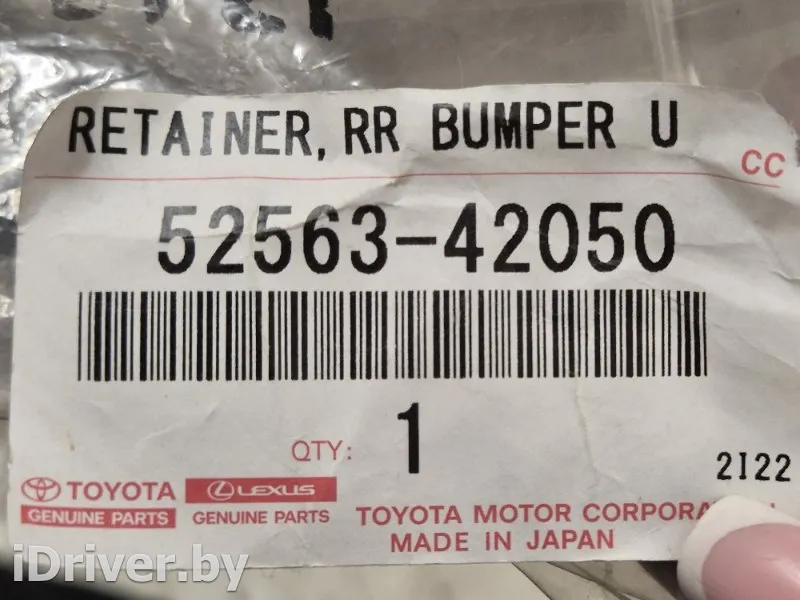 RETAINER, RR BUMPER U
CC
52563-42050
QTY: 1
2I22
TOYOTA LEXUS
GENUINE PARTS GENUINE PARTS
TOYOTA MOTOR CORPORA
MADE IN JAPAN
iDriver.by